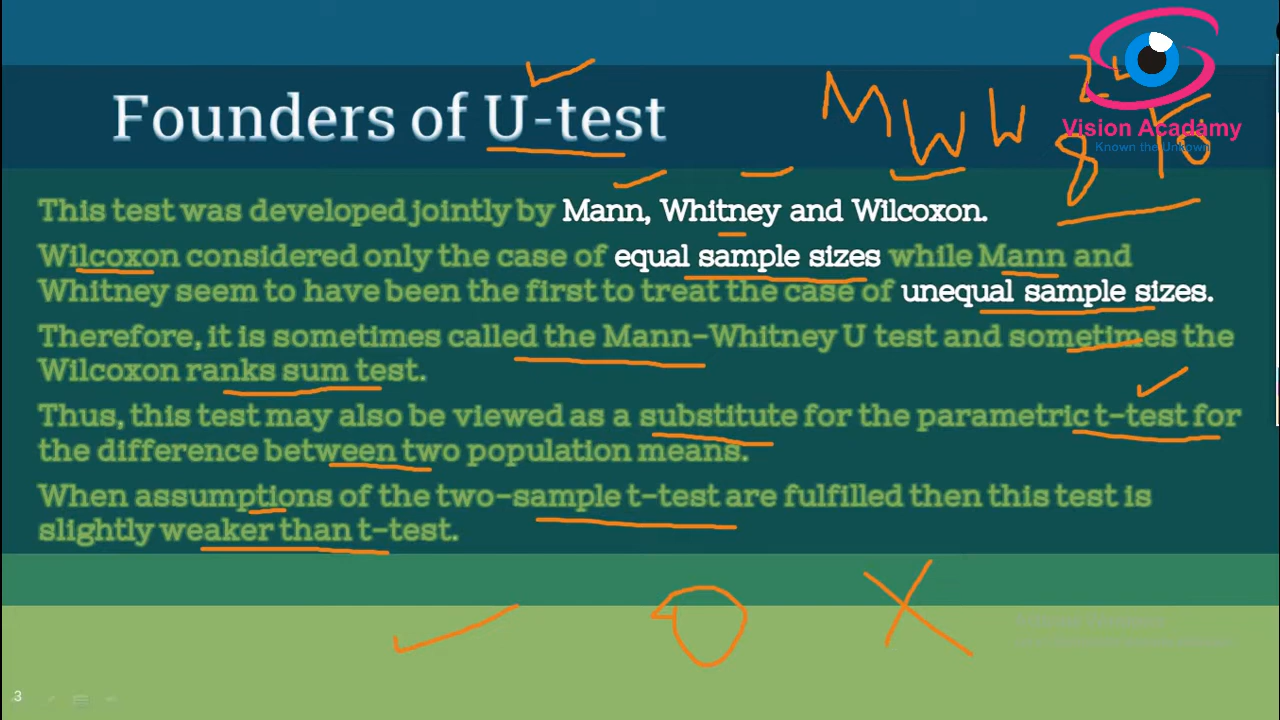 Founders of U-test
M W W
8 10
Vision Acadamy
Known the Unkown
This test was developed jointly by Mann, Whitney and Wilcoxon.
Wilcoxon considered only the case of equal sample sizes while Mann and
Whitney seem to have been the first to treat the case of unequal sample sizes.
Therefore, it is sometimes called the Mann-Whitney U test and sometimes the
Wilcoxon ranks sum test.
Thus, this test may also be viewed as a substitute for the parametric t-test for
the difference between two population means.
When assumptions of the two-sample t-test are fulfilled then this test is
slightly weaker than t-test.
3